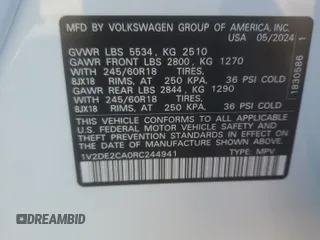 MFD BY VOLKSWAGEN GROUP OF AMERICA, INC.
USA 05/2024
GVWR LBS 5534, KG 2510
GAWR FRONT LBS 2800, KG 1270
WITH 245/60R18 TIRES,
8JX18 RIMS, AT 250 KPA, 36 PSI COLD
GAWR REAR LBS 2844, KG 1290
WITH 245/60R18 TIRES,
8JX18 RIMS, AT 250 KPA, 36 PSI COLD
THIS VEHICLE CONFORMS TO ALL APPLICABLE
FEDERAL MOTOR VEHICLE SAFETY STANDARDS
IN EFFECT ON THE DATE OF MANUFACTURE
SHOWN ABOVE.
1V2DE2CA0RC244941 TYPE: MPV
1
1830586
© DREAMBID